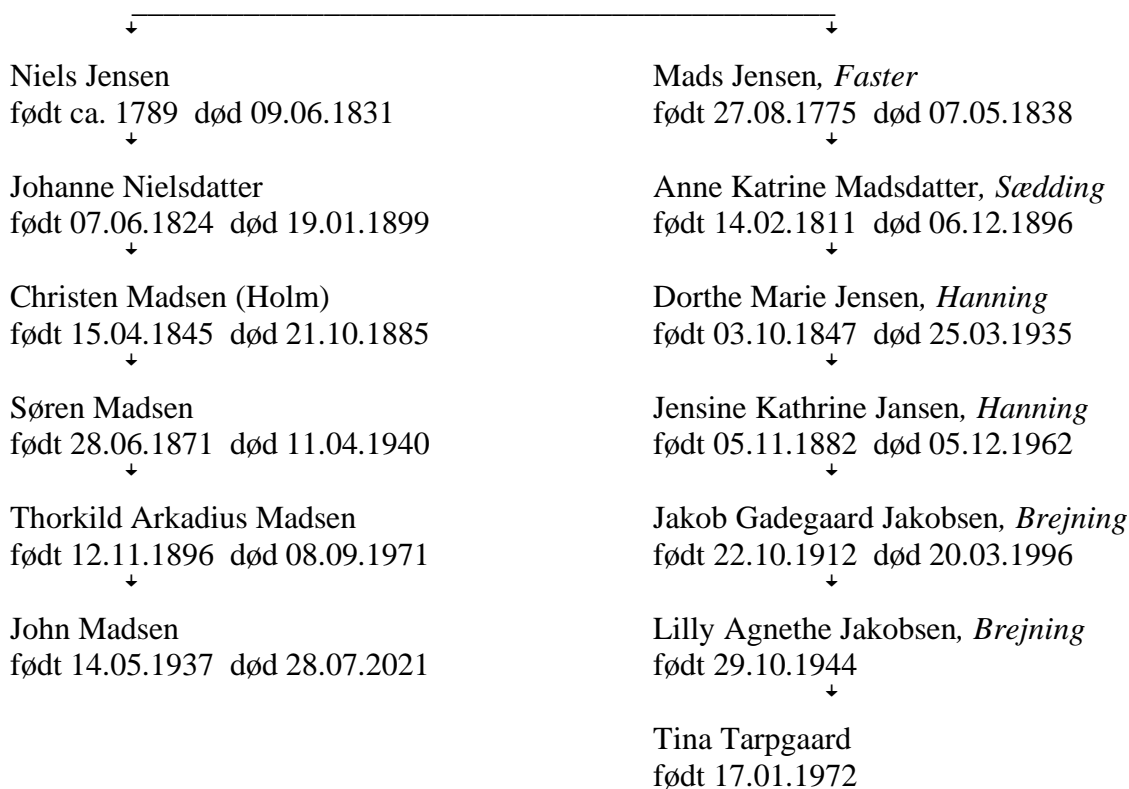 Niels Jensen
født ca. 1789  død 09.06.1831
Johanne Nielsdatter
født 07.06.1824  død 19.01.1899
Christen Madsen (Holm)
født 15.04.1845  død 21.10.1885
Søren Madsen
født 28.06.1871  død 11.04.1940
Thorkild Arkadius Madsen
født 12.11.1896  død 08.09.1971
John Madsen
født 14.05.1937  død 28.07.2021
Mads Jensen, Faster
født 27.08.1775  død 07.05.1838
Anne Katrine Madsdatter, Sædding
født 14.02.1811  død 06.12.1896
Dorthe Marie Jensen, Hanning
født 03.10.1847  død 25.03.1935
Jensine Kathrine Jansen, Hanning
født 05.11.1882  død 05.12.1962
Jakob Gadegaard Jakobsen, Brejning
født 22.10.1912  død 20.03.1996
Lilly Agnethe Jakobsen, Brejning
født 29.10.1944
Tina Tarpgaard
født 17.01.1972